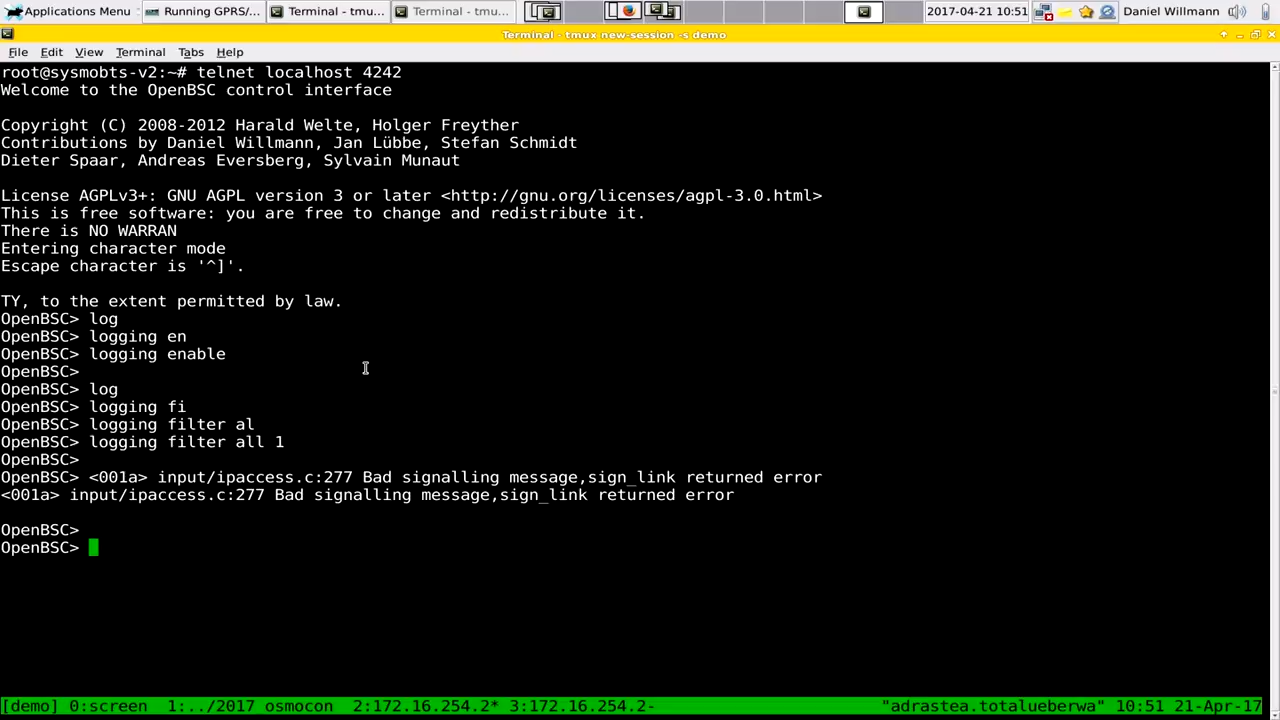 Applications Menu
Running GPRS/...
Terminal - tmu...
Terminal - tmu...
2017-04-21 10:51
Daniel Willmann
Terminal - tmux new-session -s demo
File Edit View Terminal Tabs Help
root@sysmobts-v2:~# telnet localhost 4242
Welcome to the OpenBSC control interface
Copyright (C) 2008-2012 Harald Welte, Holger Freyther
Contributions by Daniel Willmann, Jan Lübbe, Stefan Schmidt
Dieter Spaar, Andreas Eversberg, Sylvain Munaut
License AGPLv3+: GNU AGPL version 3 or later <http://gnu.org/licenses/agpl-3.0.html>
This is free software: you are free to change and redistribute it.
There is NO WARRAN
Entering character mode
Escape character is '^]'.
TY, to the extent permitted by law.
OpenBSC> log
OpenBSC> logging en
OpenBSC> logging enable
OpenBSC>
OpenBSC> log
OpenBSC> logging fi
OpenBSC> logging filter al
OpenBSC> logging filter all 1
OpenBSC>
OpenBSC> <001a> input/ipaccess.c:277 Bad signalling message,sign_link returned error
<001a> input/ipaccess.c:277 Bad signalling message,sign_link returned error
OpenBSC>
OpenBSC>
[demo] 0:screen 1:../2017 osmocon 2:172.16.254.2* 3:172.16.254.2- "adrastea.totalueberwa" 10:51 21-Apr-17